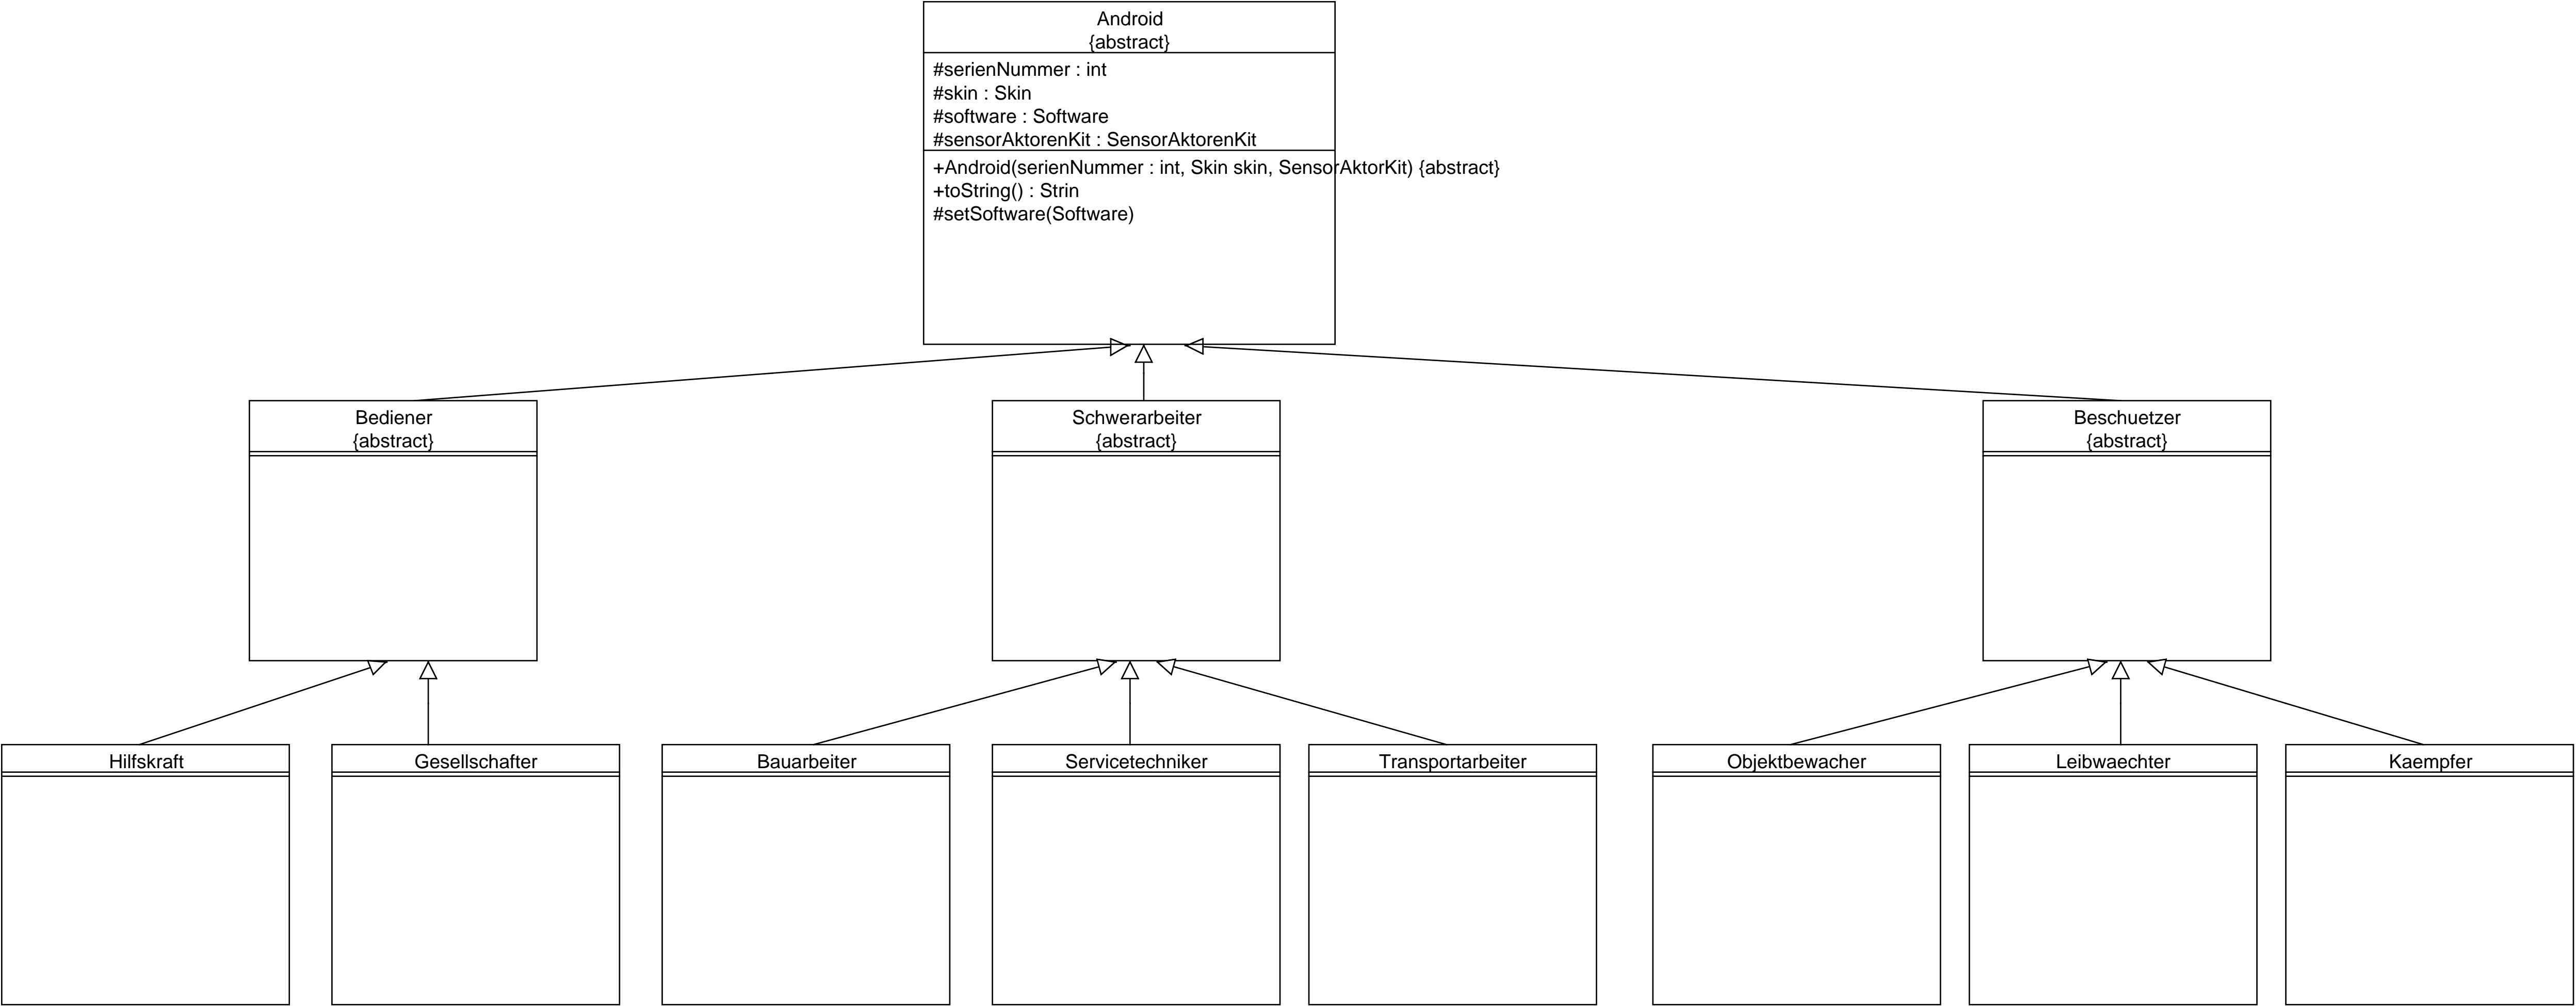 Android
{abstract}
#serienNummer : int
#skin : Skin
#software : Software
#sensorAktorenKit : SensorAktorenKit
+Android(serienNummer : int, Skin skin, SensorAktorKit) {abstract}
+toString() : Strin
#setSoftware(Software)
Bediener
{abstract}
Schwerarbeiter
{abstract}
Beschuetzer
{abstract}
Hilfskraft
Gesellschafter
Bauarbeiter
Servicetechniker
Transportarbeiter
Objektbewacher
Leibwaechter
Kaempfer